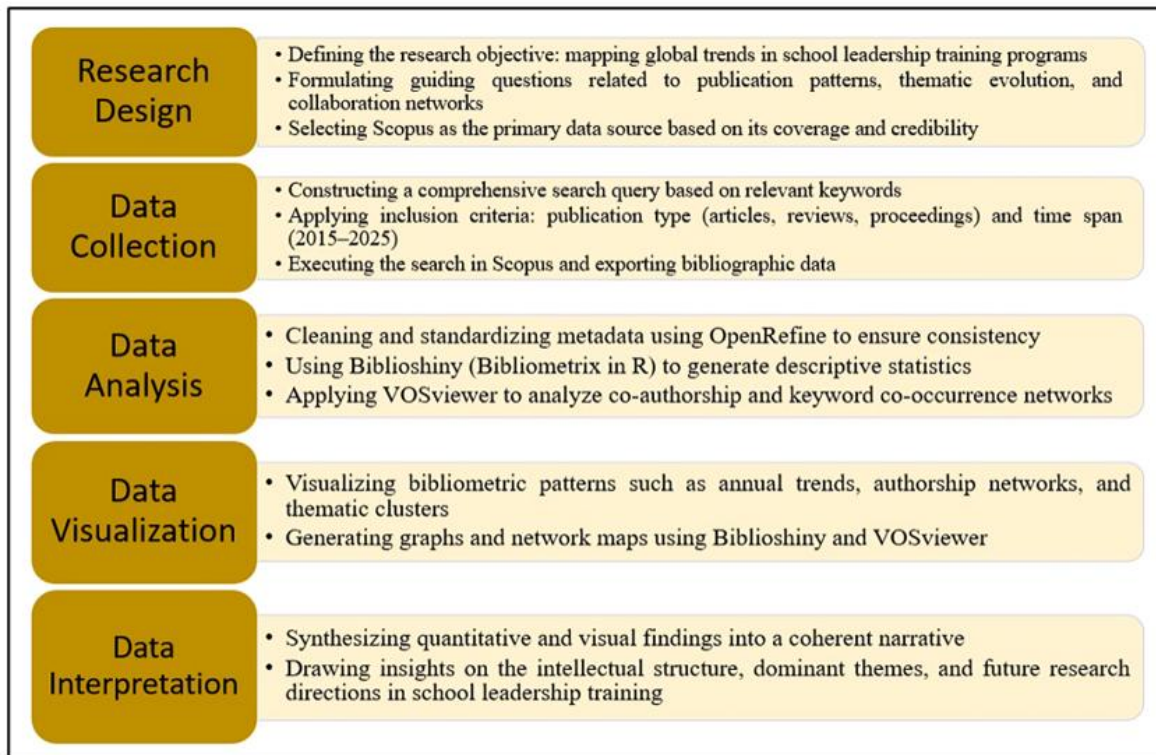 Research
Design
• Defining the research objective: mapping global trends in school leadership training programs
• Formulating guiding questions related to publication patterns, thematic evolution, and
collaboration networks
• Selecting Scopus as the primary data source based on its coverage and credibility
Data
Collection
• Constructing a comprehensive search query based on relevant keywords
• Applying inclusion criteria: publication type (articles, reviews, proceedings) and time span
(2015–2025)
• Executing the search in Scopus and exporting bibliographic data
Data
Analysis
• Cleaning and standardizing metadata using OpenRefine to ensure consistency
• Using Biblioshiny (Bibliometrix in R) to generate descriptive statistics
• Applying VOSviewer to analyze co-authorship and keyword co-occurrence networks
Data
Visualization
• Visualizing bibliometric patterns such as annual trends, authorship networks, and
thematic clusters
• Generating graphs and network maps using Biblioshiny and VOSviewer
Data
Interpretation
• Synthesizing quantitative and visual findings into a coherent narrative
• Drawing insights on the intellectual structure, dominant themes, and future research
directions in school leadership training